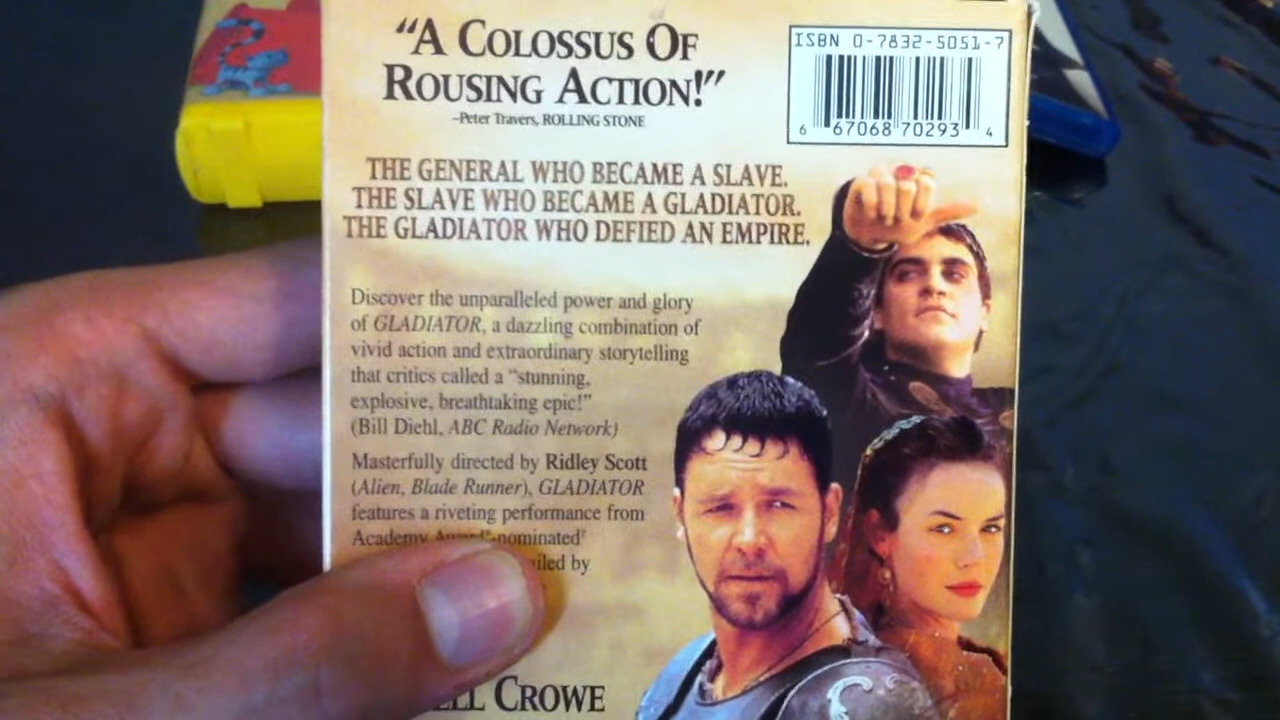 “A COLOSSUS OF
ROUSING ACTION!”
–Peter Travers, ROLLING STONE
ISBN 0-7832-5051-7
6 67068 70293 4
THE GENERAL WHO BECAME A SLAVE.
THE SLAVE WHO BECAME A GLADIATOR.
THE GLADIATOR WHO DEFIED AN EMPIRE.
Discover the unparalleled power and glory
of GLADIATOR, a dazzling combination of
vivid action and extraordinary storytelling
that critics called a “stunning,
explosive, breathtaking epic!”
(Bill Diehl, ABC Radio Network)
Masterfully directed by Ridley Scott
(Alien, Blade Runner), GLADIATOR
features a riveting performance from
Academy Award®-nominated
by
CROWE